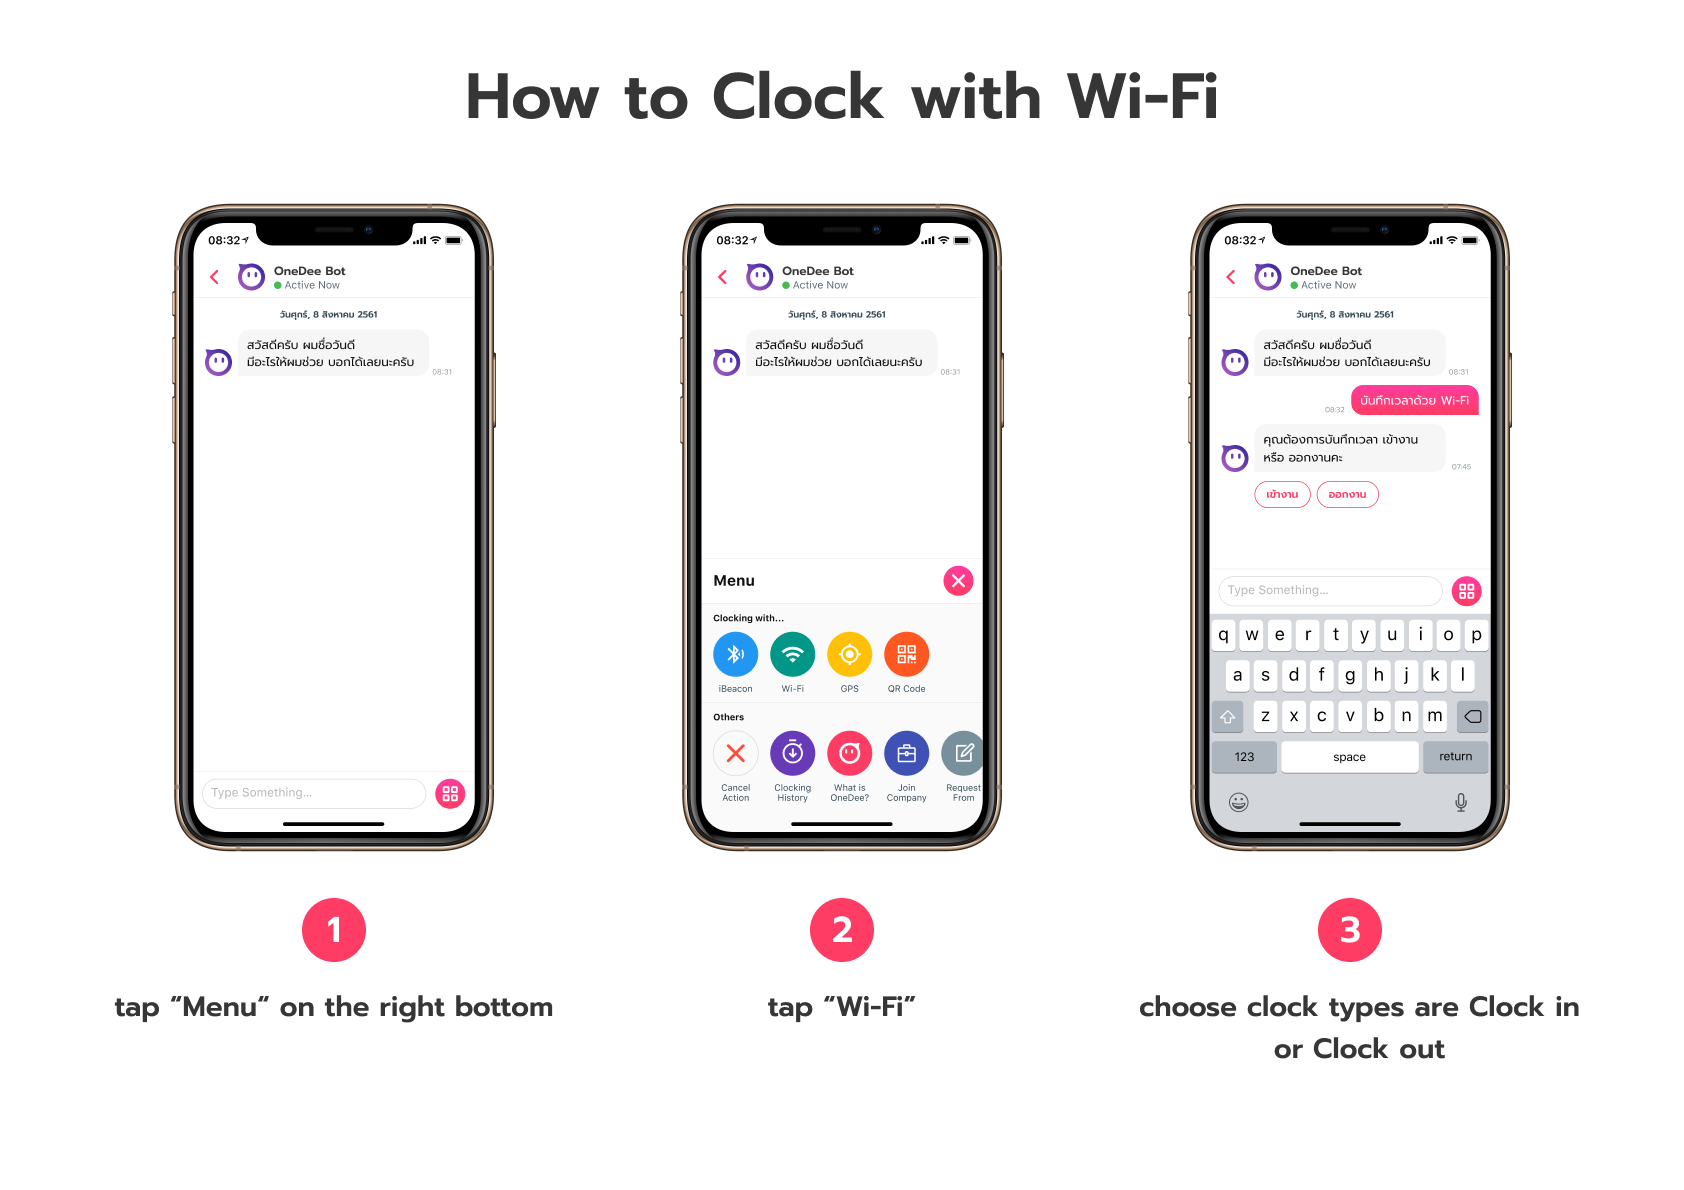 How to Clock with Wi-Fi
08:32
OneDee Bot
Active Now
วันศุกร์, 8 สิงหาคม 2561
สวัสดีครับ ผมชื่อวันดี
มีอะไรให้ผมช่วย บอกได้เลยนะครับ
08:31
Type Something...
1
tap “Menu“ on the right bottom
08:32
OneDee Bot
Active Now
วันศุกร์, 8 สิงหาคม 2561
สวัสดีครับ ผมชื่อวันดี
มีอะไรให้ผมช่วย บอกได้เลยนะครับ
08:31
Menu
Clocking with...
iBeacon Wi-Fi GPS QR Code
Others
Cancel Clocking What is Join Request
Action History OneDee? Company From
2
tap “Wi-Fi”
08:32
OneDee Bot
Active Now
วันศุกร์, 8 สิงหาคม 2561
สวัสดีครับ ผมชื่อวันดี
มีอะไรให้ผมช่วย บอกได้เลยนะครับ
08:31
บันทึกเวลาด้วย Wi-Fi
08:32
คุณต้องการบันทึกเวลา เข้างาน
หรือ ออกงานคะ
07:45
เข้างาน ออกงาน
Type Something...
q w e r t y u i o p
a s d f g h j k l
z x c v b n m
123 space return
3
choose clock types are Clock in
or Clock out